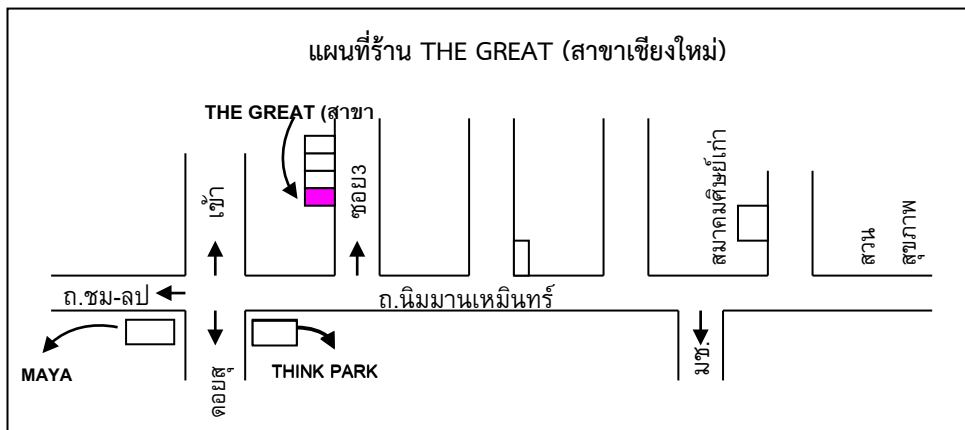 แผนที่ร้าน THE GREAT (สาขาเชียงใหม่)
THE GREAT (สาขา
เข้า
ซอย3
สมาคมศิษย์เก่า
สวน
สุขภาพ
ถ.ชม-ลป
ถ.นิมมานเหมินทร์
MAYA
ดอยสุ
THINK PARK
มช.